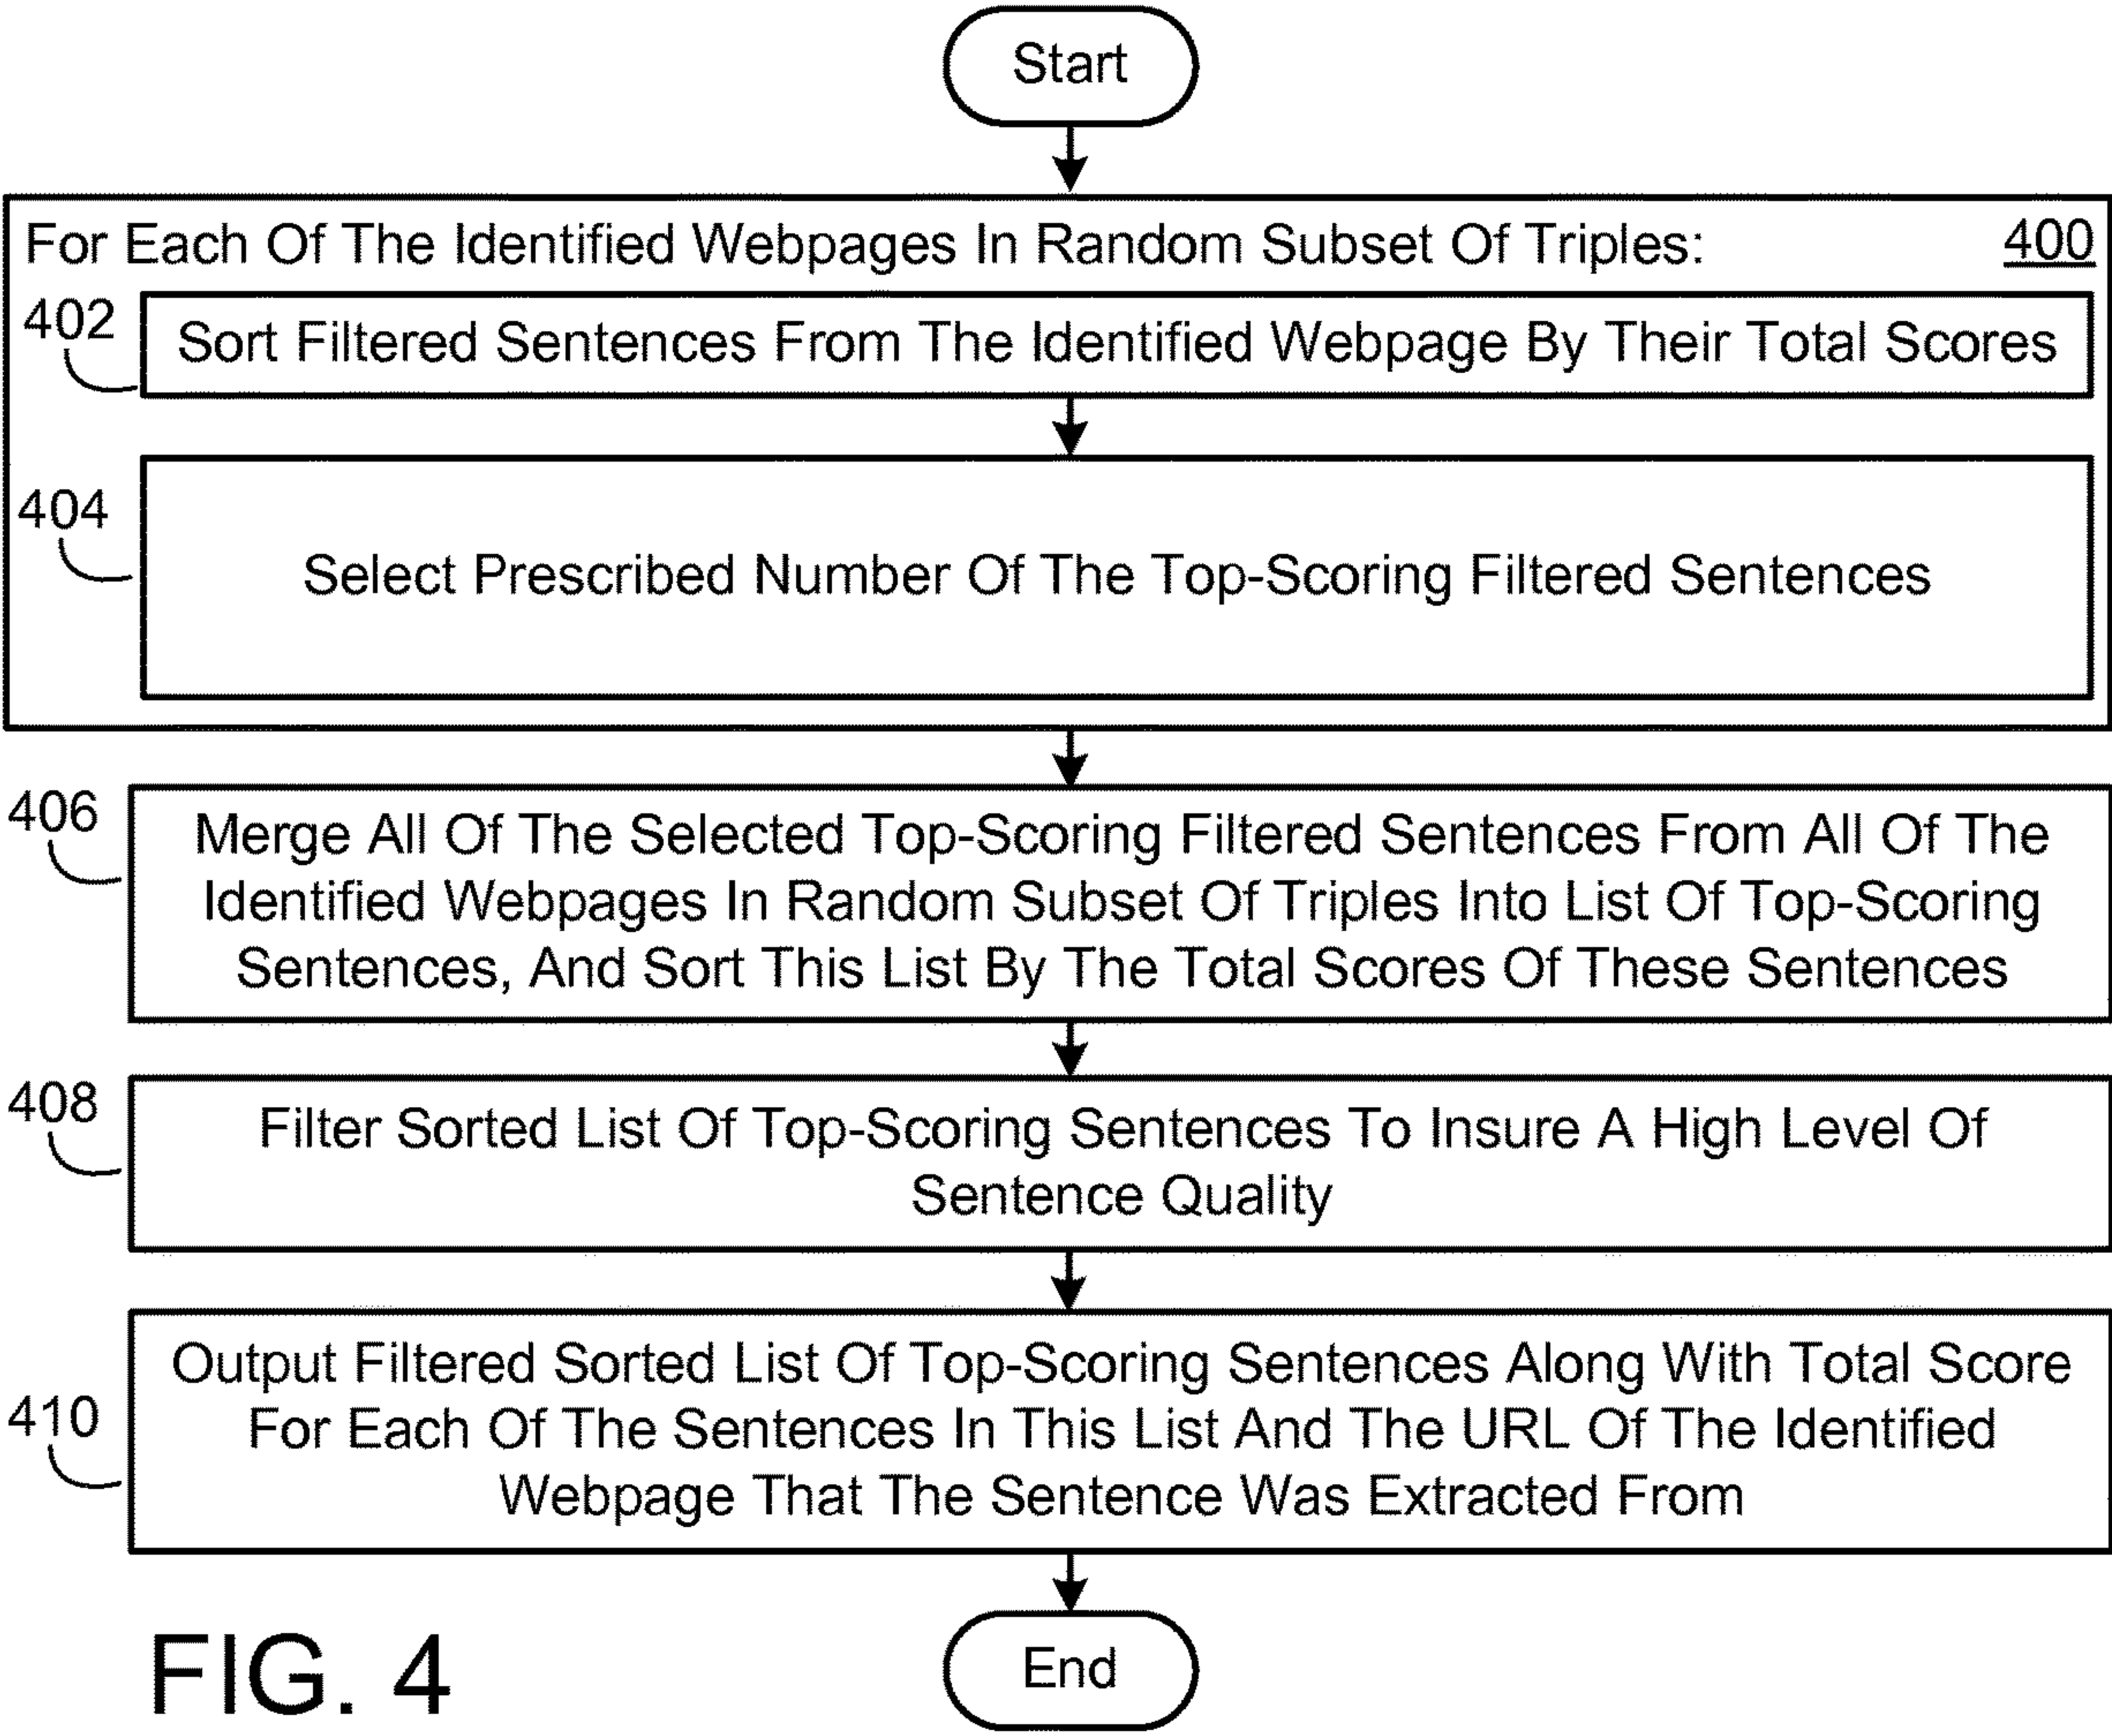 Start
For Each Of The Identified Webpages In Random Subset Of Triples: 400
402
Sort Filtered Sentences From The Identified Webpage By Their Total Scores
404
Select Prescribed Number Of The Top-Scoring Filtered Sentences
406
Merge All Of The Selected Top-Scoring Filtered Sentences From All Of The
Identified Webpages In Random Subset Of Triples Into List Of Top-Scoring
Sentences, And Sort This List By The Total Scores Of These Sentences
408
Filter Sorted List Of Top-Scoring Sentences To Insure A High Level Of
Sentence Quality
410
Output Filtered Sorted List Of Top-Scoring Sentences Along With Total Score
For Each Of The Sentences In This List And The URL Of The Identified
Webpage That The Sentence Was Extracted From
End
FIG. 4